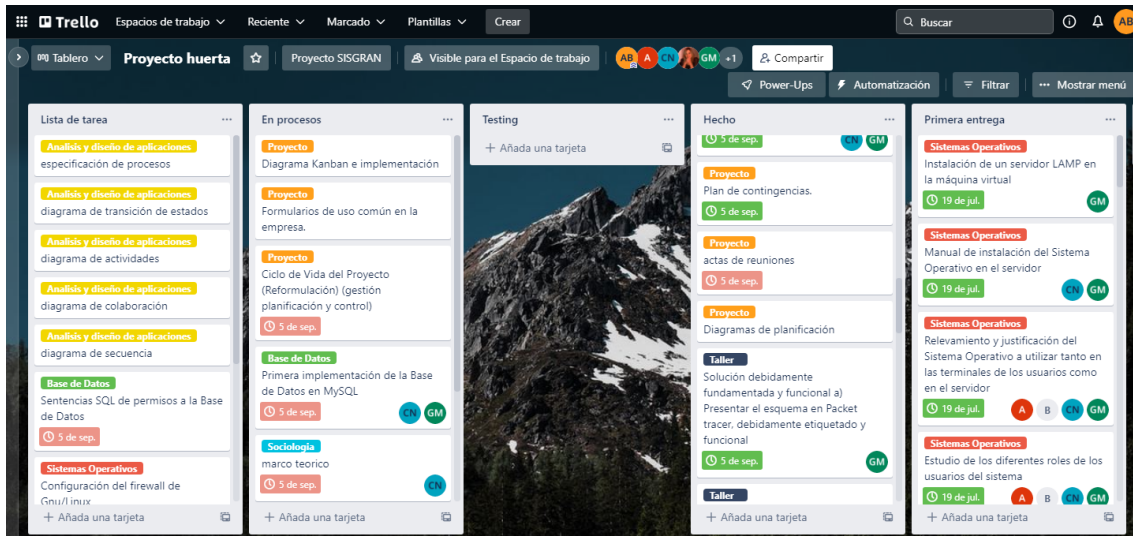 Trello
Espacios de trabajo
Reciente
Marcado
Plantillas
Crear
Buscar
AB
Tablero
Proyecto huerta
Proyecto SISGRAN
Visible para el Espacio de trabajo
AB
A
CN
GM
+1
Compartir
Power-Ups
Automatización
Filtrar
Mostrar menú
Lista de tarea
Analisis y diseño de aplicaciones
especificación de procesos
Analisis y diseño de aplicaciones
diagrama de transición de estados
Analisis y diseño de aplicaciones
diagrama de actividades
Analisis y diseño de aplicaciones
diagrama de colaboración
Analisis y diseño de aplicaciones
diagrama de secuencia
Base de Datos
Sentencias SQL de permisos a la Base
de Datos
5 de sep.
Sistemas Operativos
Configuración del firewall de
Gnu/Linux
+ Añada una tarjeta
En procesos
Proyecto
Diagrama Kanban e implementación
Proyecto
Formularios de uso común en la
empresa.
Proyecto
Ciclo de Vida del Proyecto
(Reformulación) (gestión
planificación y control)
5 de sep.
Base de Datos
Primera implementación de la Base
de Datos en MySQL
5 de sep.
CN
GM
Sociologia
marco teorico
5 de sep.
CN
+ Añada una tarjeta
Testing
+ Añada una tarjeta
Hecho
5 de sep.
CN
GM
Proyecto
Plan de contingencias.
5 de sep.
Proyecto
actas de reuniones
5 de sep.
Proyecto
Diagramas de planificación
Taller
Solución debidamente
fundamentada y funcional a)
Presentar el esquema en Packet
tracer, debidamente etiquetado y
funcional
5 de sep.
GM
Taller
+ Añada una tarjeta
Primera entrega
Sistemas Operativos
Instalación de un servidor LAMP en
la máquina virtual
19 de jul.
GM
Sistemas Operativos
Manual de instalación del Sistema
Operativo en el servidor
19 de jul.
CN
GM
Sistemas Operativos
Relevamiento y justificación del
Sistema Operativo a utilizar tanto en
las terminales de los usuarios como
en el servidor
19 de jul.
A
B
CN
GM
Sistemas Operativos
Estudio de los diferentes roles de los
usuarios del sistema
19 de jul.
A
B
CN
GM
+ Añada una tarjeta